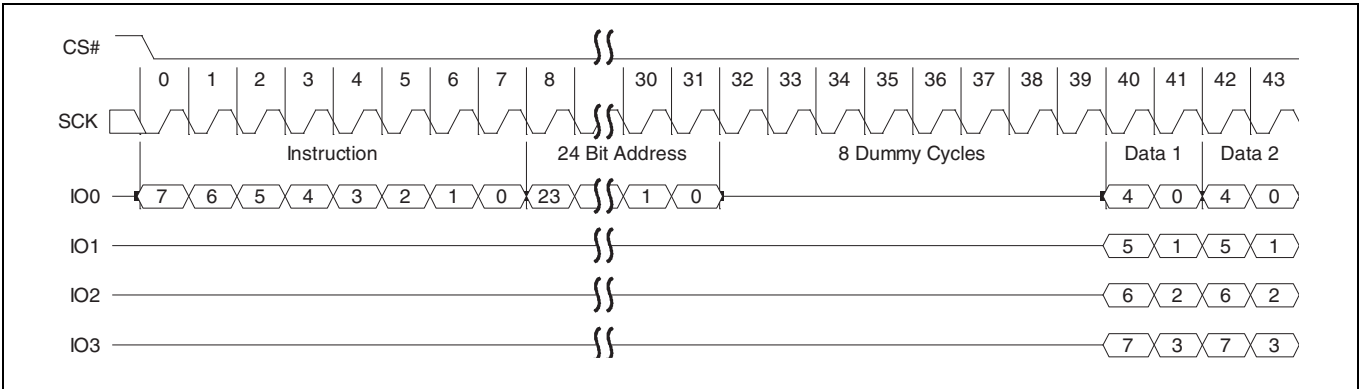 CS#
0 1 2 3 4 5 6 7 8 30 31 32 33 34 35 36 37 38 39 40 41 42 43
SCK
Instruction 24 Bit Address 8 Dummy Cycles Data 1 Data 2
IO0 7 6 5 4 3 2 1 0 23 1 0 4 0 4 0
IO1 5 1 5 1
IO2 6 2 6 2
IO3 7 3 7 3